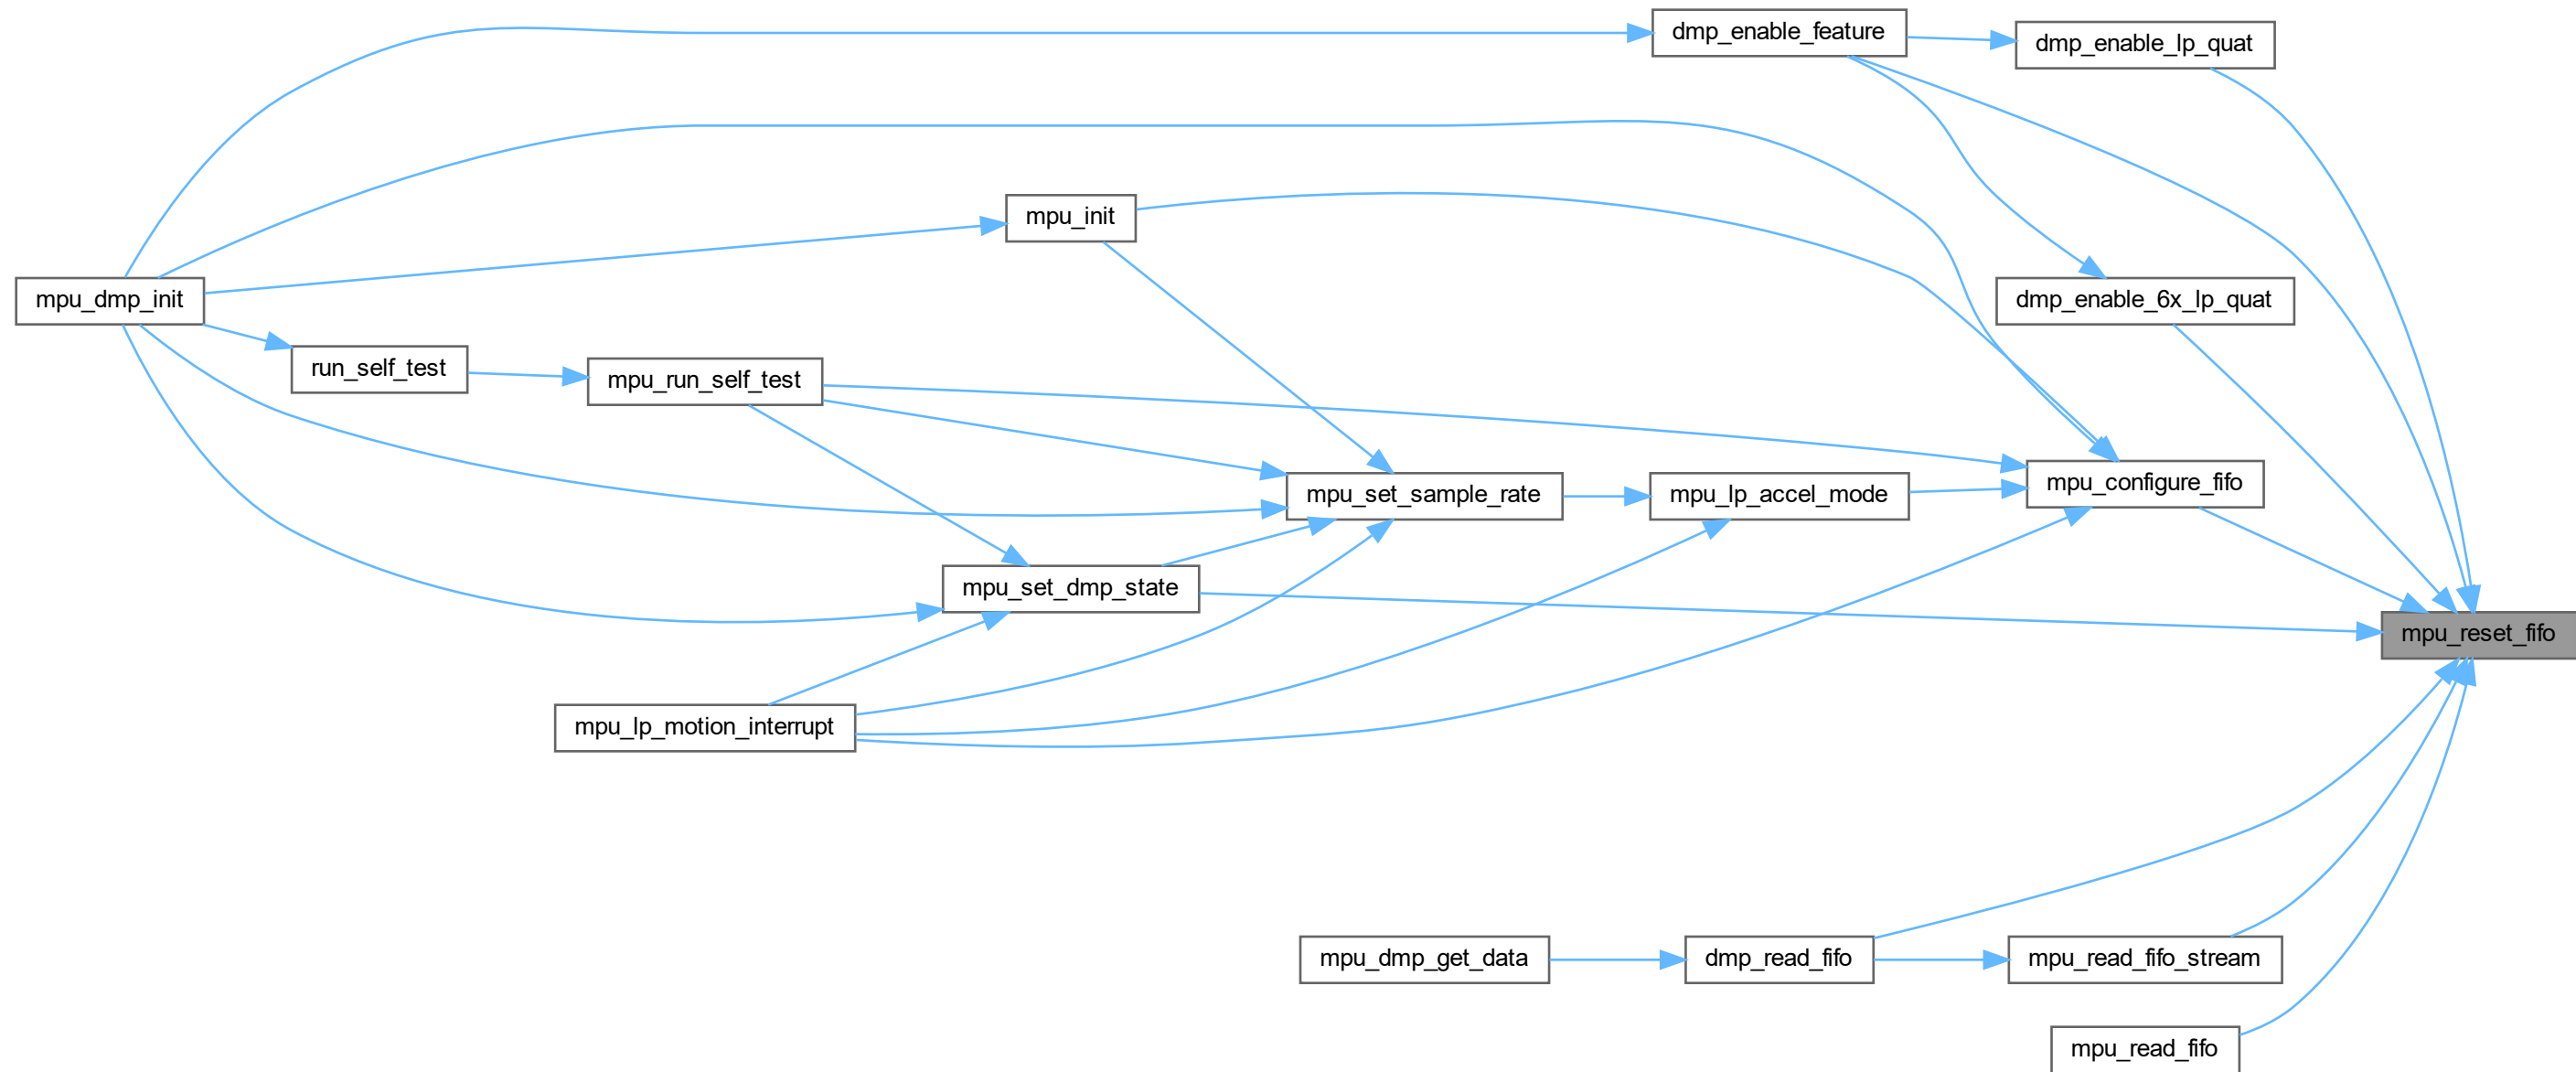 dmp_enable_feature
dmp_enable_lp_quat
mpu_init
mpu_dmp_init
dmp_enable_6x_lp_quat
run_self_test
mpu_run_self_test
mpu_set_sample_rate
mpu_lp_accel_mode
mpu_configure_fifo
mpu_set_dmp_state
mpu_reset_fifo
mpu_lp_motion_interrupt
mpu_dmp_get_data
dmp_read_fifo
mpu_read_fifo_stream
mpu_read_fifo